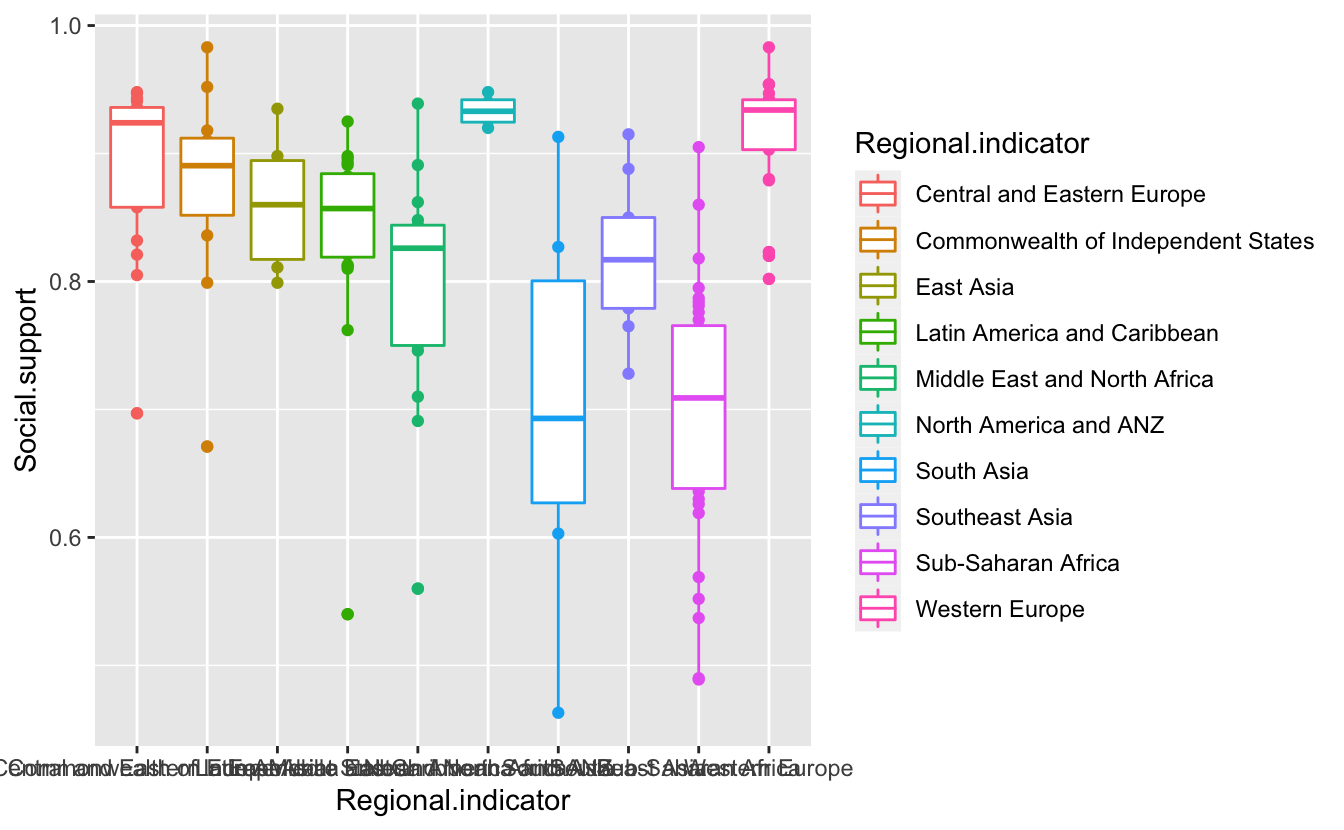 1.0
0.8
0.6
Social.support
Regional.indicator
Regional.indicator
Central and Eastern Europe
Commonwealth of Independent States
East Asia
Latin America and Caribbean
Middle East and North Africa
North America and ANZ
South Asia
Southeast Asia
Sub-Saharan Africa
Western Europe